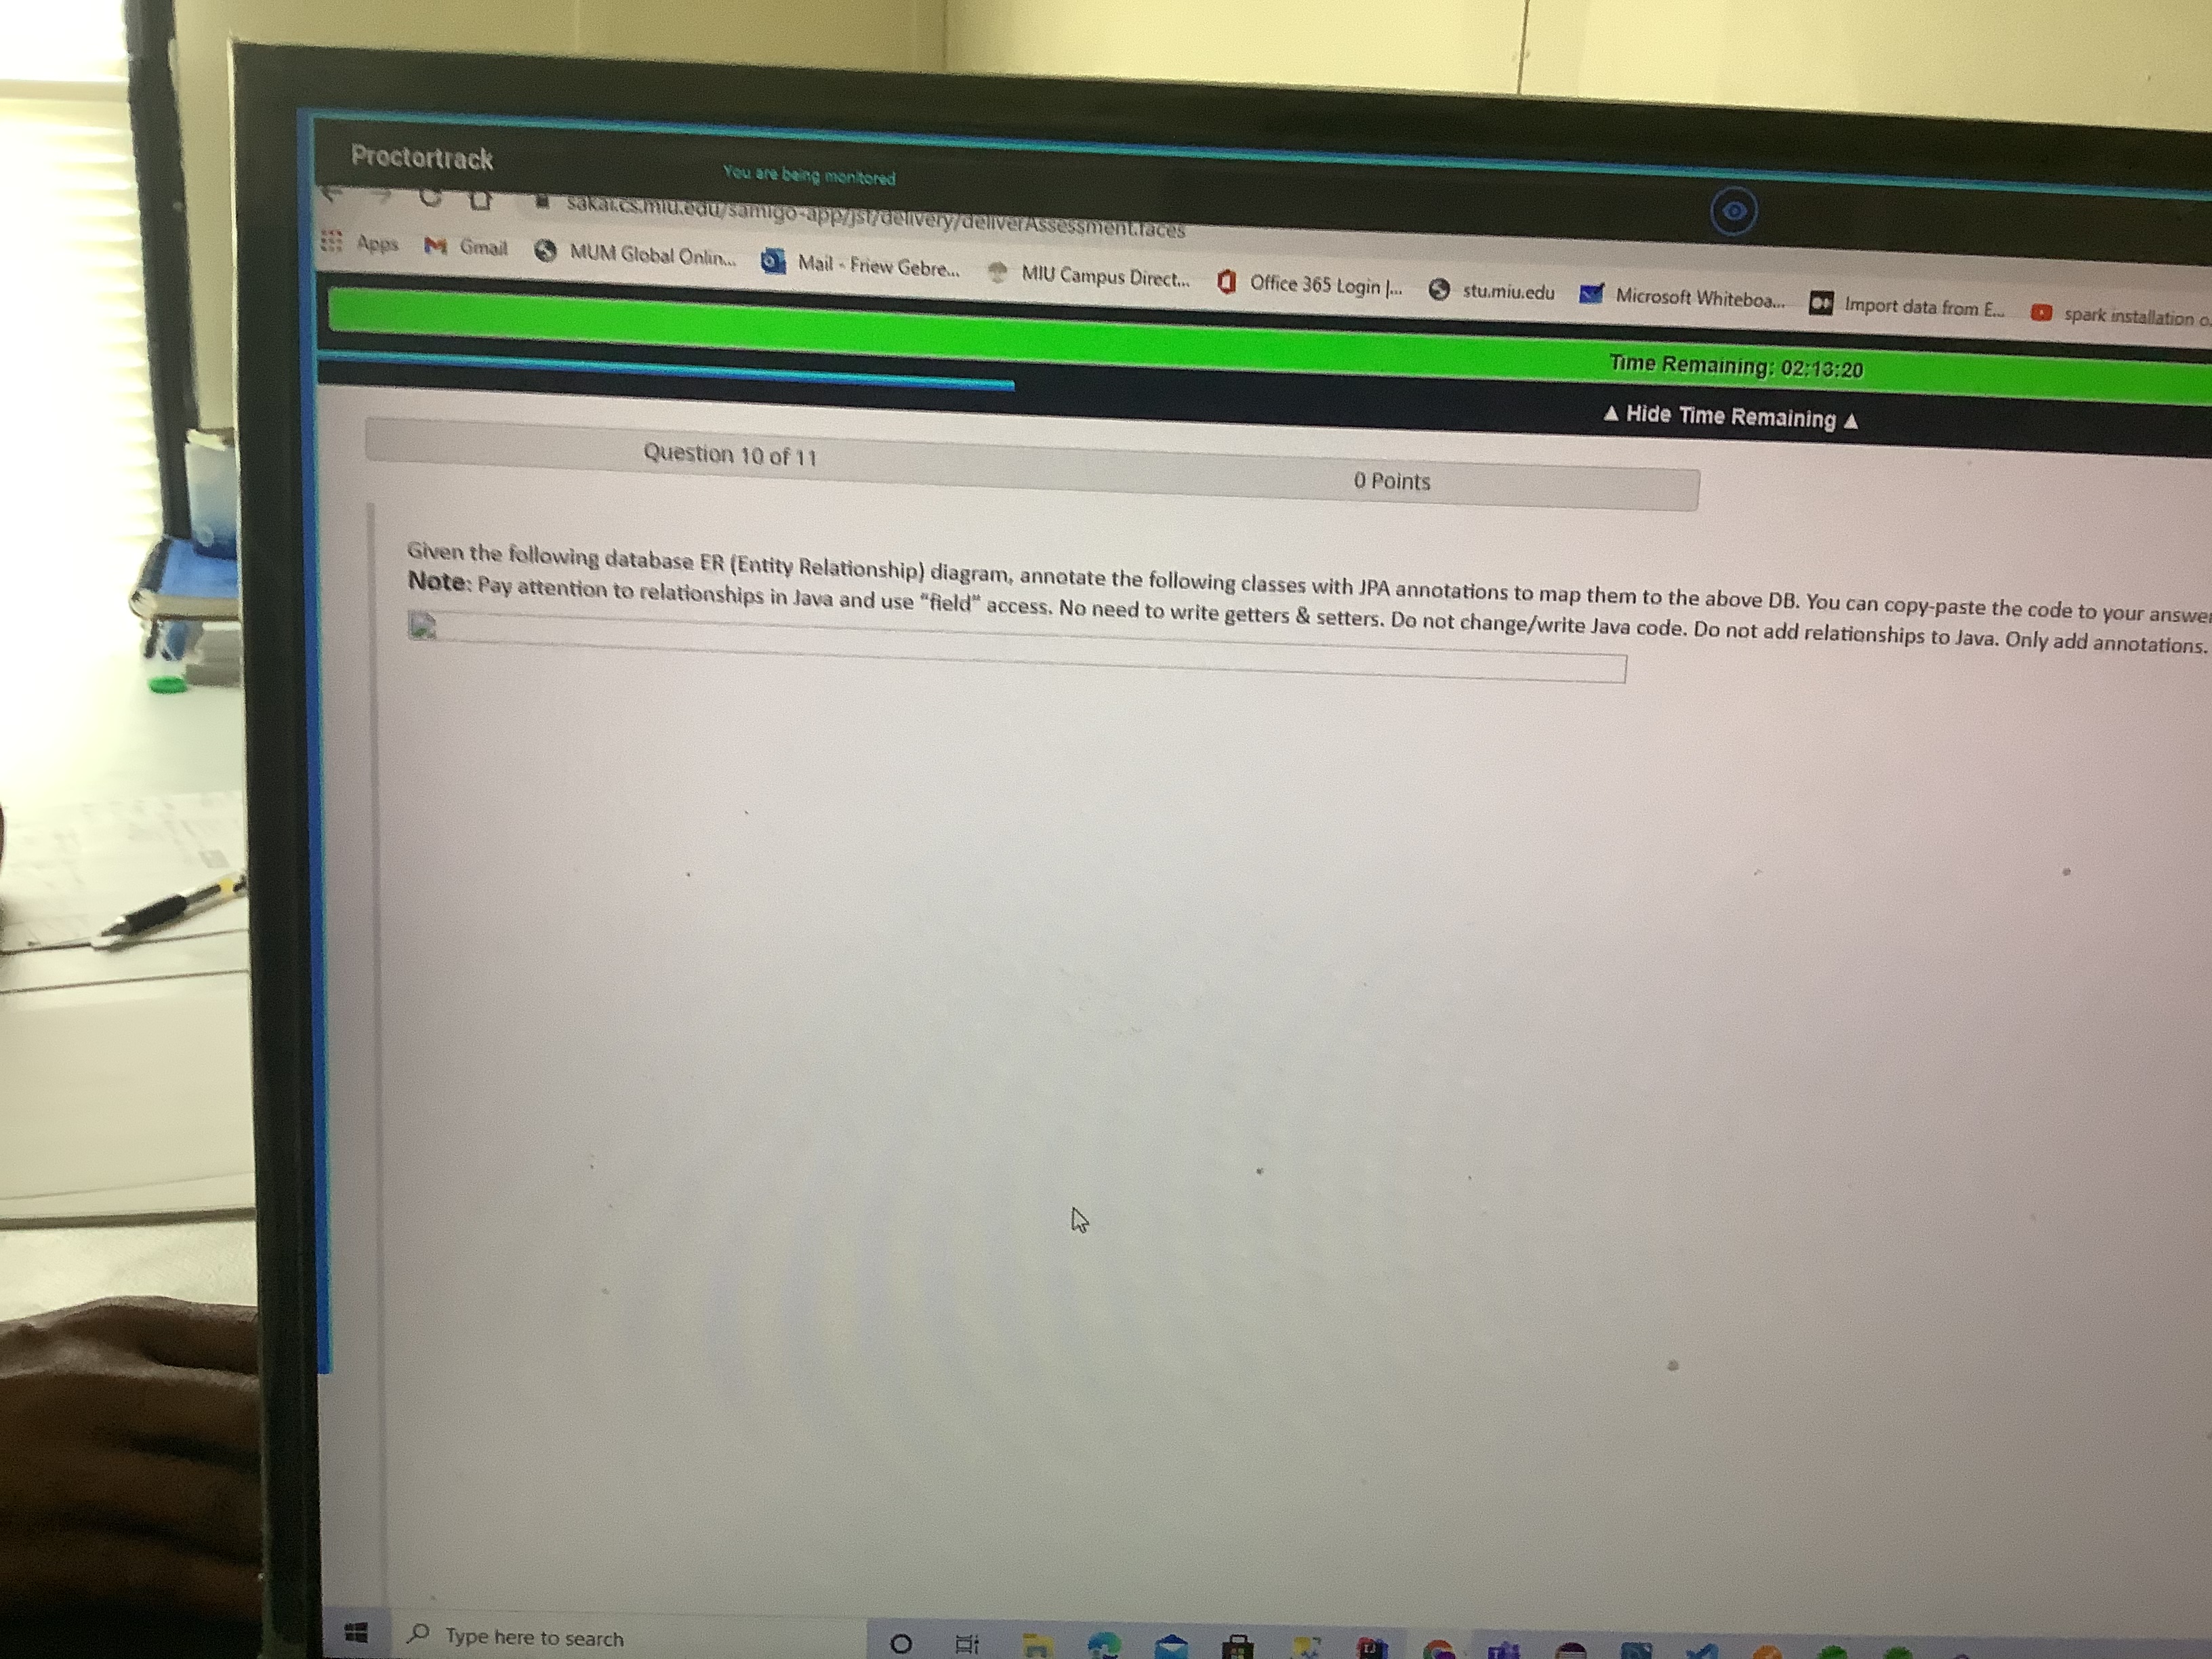 Proctortrack
You are being monitored
sakai.cs.miu.edu/samigo-app/jsf/delivery/deliverAssessment.faces
Apps Gmail MUM Global Onlin... Mail - Friew Gebre... MIU Campus Direct... Office 365 Login |... stu.miu.edu Microsoft Whiteboa... Import data from E... spark installation o
Time Remaining: 02:13:20
▲ Hide Time Remaining ▲
Question 10 of 11 0 Points
Given the following database ER (Entity Relationship) diagram, annotate the following classes with JPA annotations to map them to the above DB. You can copy-paste the code to your answer
Note: Pay attention to relationships in Java and use "field" access. No need to write getters & setters. Do not change/write Java code. Do not add relationships to Java. Only add annotations.
Type here to search